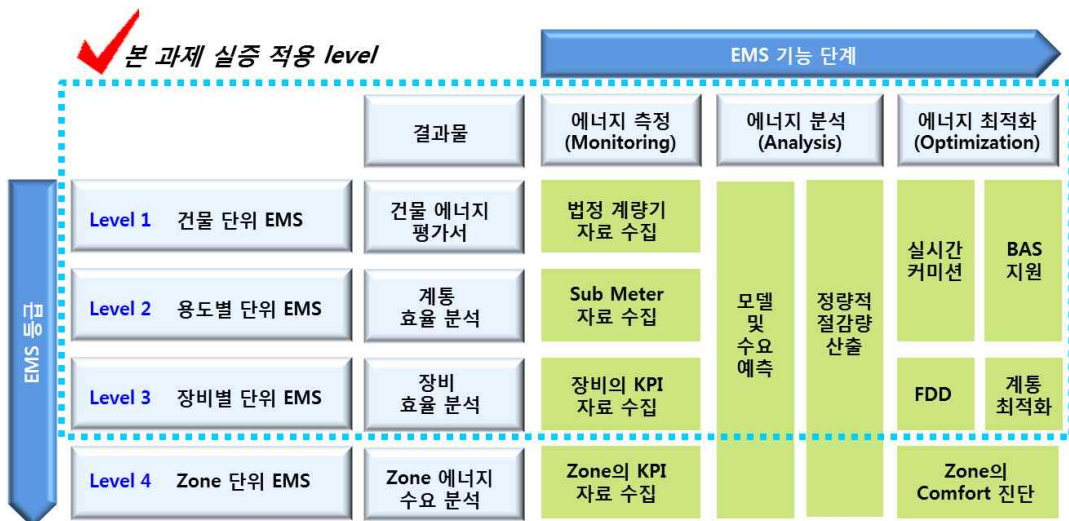 본 과제 실증 적용 level
EMS 기능 단계
결과물
에너지 측정
(Monitoring)
에너지 분석
(Analysis)
에너지 최적화
(Optimization)
EMS 등급
Level 1 건물 단위 EMS
건물 에너지
평가서
법정 계량기
자료 수집
Level 2 용도별 단위 EMS
계통
효율 분석
Sub Meter
자료 수집
Level 3 장비별 단위 EMS
장비
효율 분석
장비의 KPI
자료 수집
Level 4 Zone 단위 EMS
Zone 에너지
수요 분석
Zone의 KPI
자료 수집
모델
및
수요
예측
정량적
절감량
산출
실시간
커미션
BAS
지원
FDD
계통
최적화
Zone의
Comfort 진단